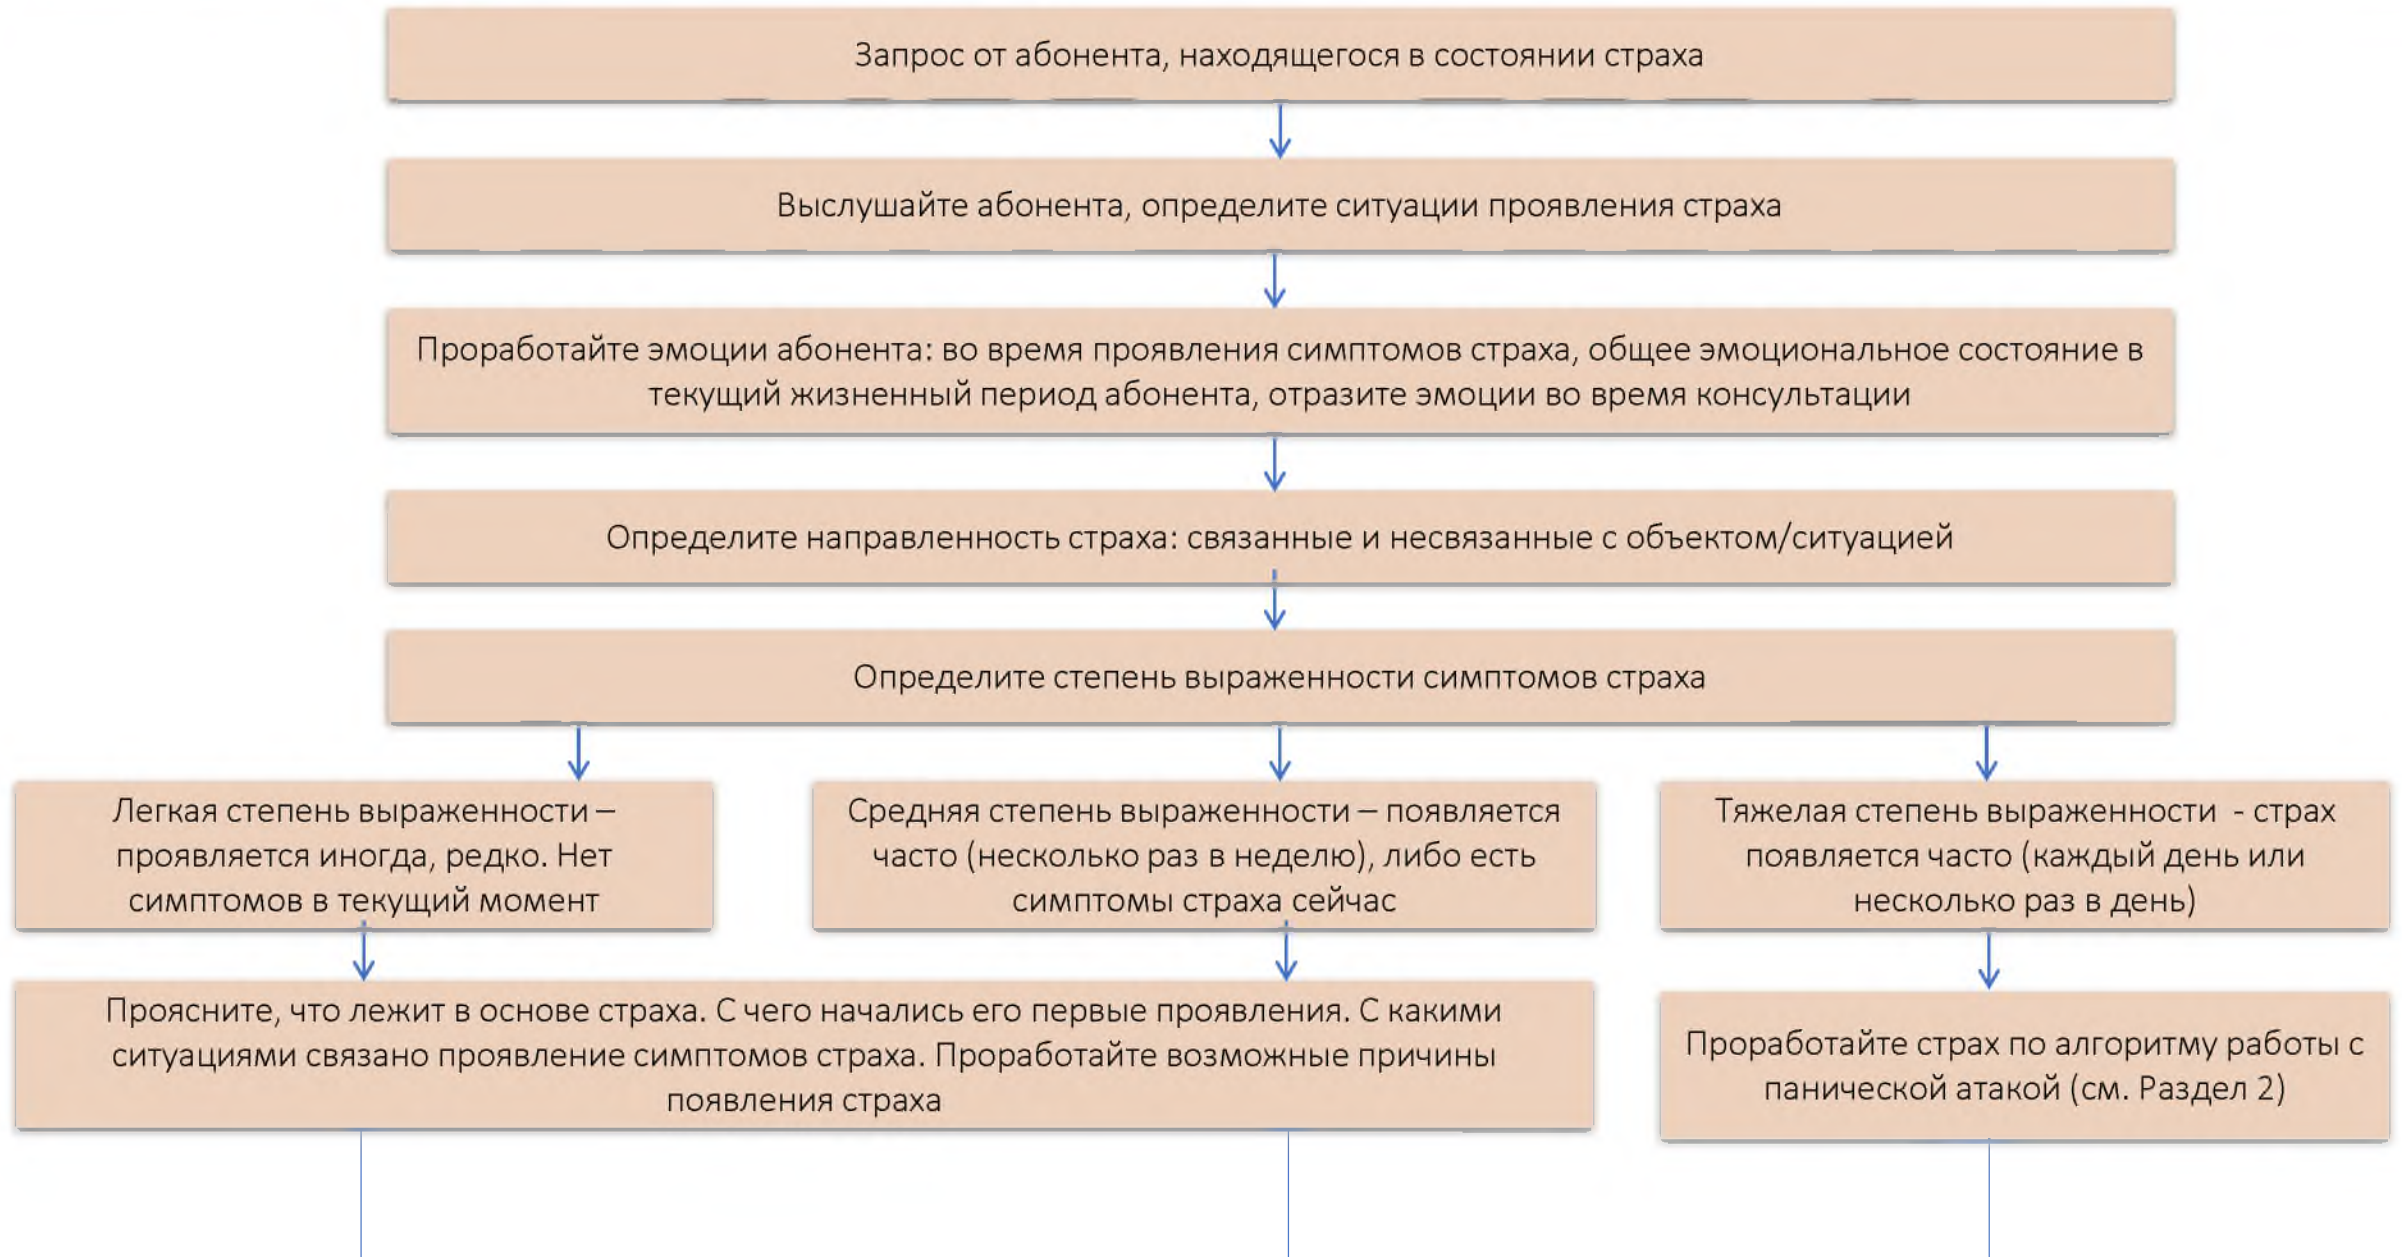 Запрос от абонента, находящегося в состоянии страха
Выслушайте абонента, определите ситуации проявления страха
Проработайте эмоции абонента: во время проявления симптомов страха, общее эмоциональное состояние в
текущий жизненный период абонента, отразите эмоции во время консультации
Определите направленность страха: связанные и несвязанные с объектом/ситуацией
Определите степень выраженности симптомов страха
Легкая степень выраженности –
проявляется иногда, редко. Нет
симптомов в текущий момент
Средняя степень выраженности – появляется
часто (несколько раз в неделю), либо есть
симптомы страха сейчас
Тяжелая степень выраженности - страх
появляется часто (каждый день или
несколько раз в день)
Проясните, что лежит в основе страха. С чего начались его первые проявления. С какими
ситуациями связано проявление симптомов страха. Проработайте возможные причины
появления страха
Проработайте страх по алгоритму работы с
панической атакой (см. Раздел 2)